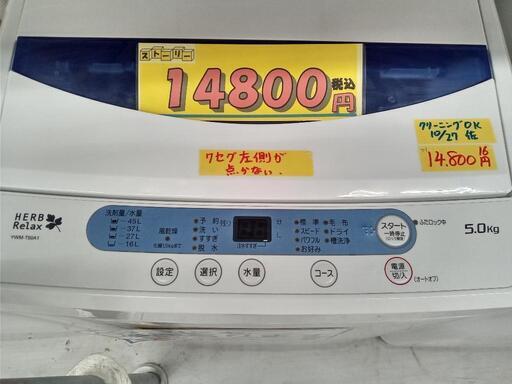 ストーリー
14800円
税込
クリーニングOK
10/27 佐
14.800円
16
7セグ左側が
点かない。
HERB
Relax
洗剤量/水量
45L
37L
27L
16L
風乾燥
予約
洗い
すすぎ
脱水
残り
分
L
標準
スピード
パワフル
お好み
毛布
ドライ
槽洗浄
スタート
一時停止
ふたロック中
5.0kg
設定
選択
水量
コース
電源
切/入
(オートオフ)